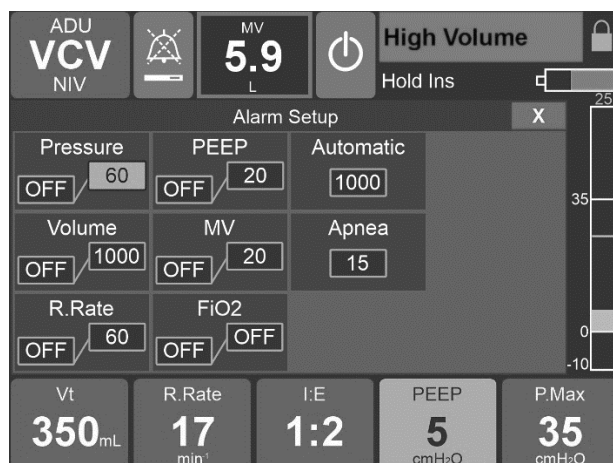 ADU
VCV
NIV
MV
5.9
L
High Volume
Hold Ins
Alarm Setup
X
25
Pressure
PEEP
Automatic
OFF
60
OFF
20
1000
35
Volume
MV
Apnea
OFF
1000
OFF
20
15
R.Rate
FiO2
OFF
60
OFF
OFF
0
-10
Vt
R.Rate
I:E
PEEP
P.Max
350 mL
17
1:2
5
35
min-1
cmH2O
cmH2O